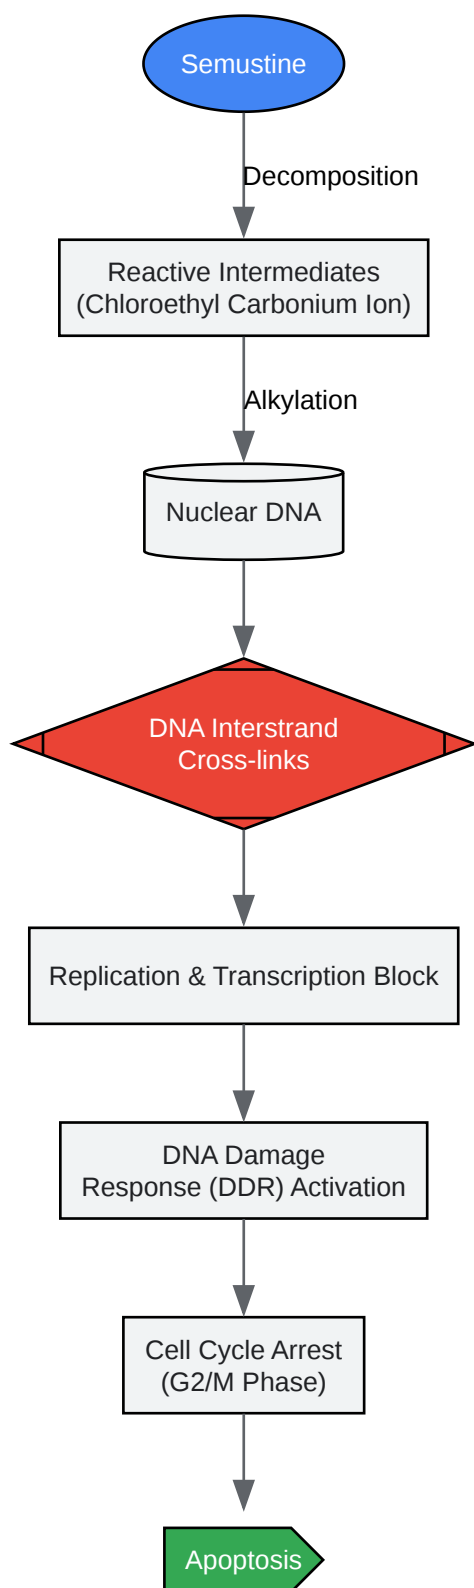 Semustine
Decomposition
Reactive Intermediates
(Chloroethyl Carbonium Ion)
Alkylation
Nuclear DNA
DNA Interstrand
Cross-links
Replication & Transcription Block
DNA Damage
Response (DDR) Activation
Cell Cycle Arrest
(G2/M Phase)
Apoptosis